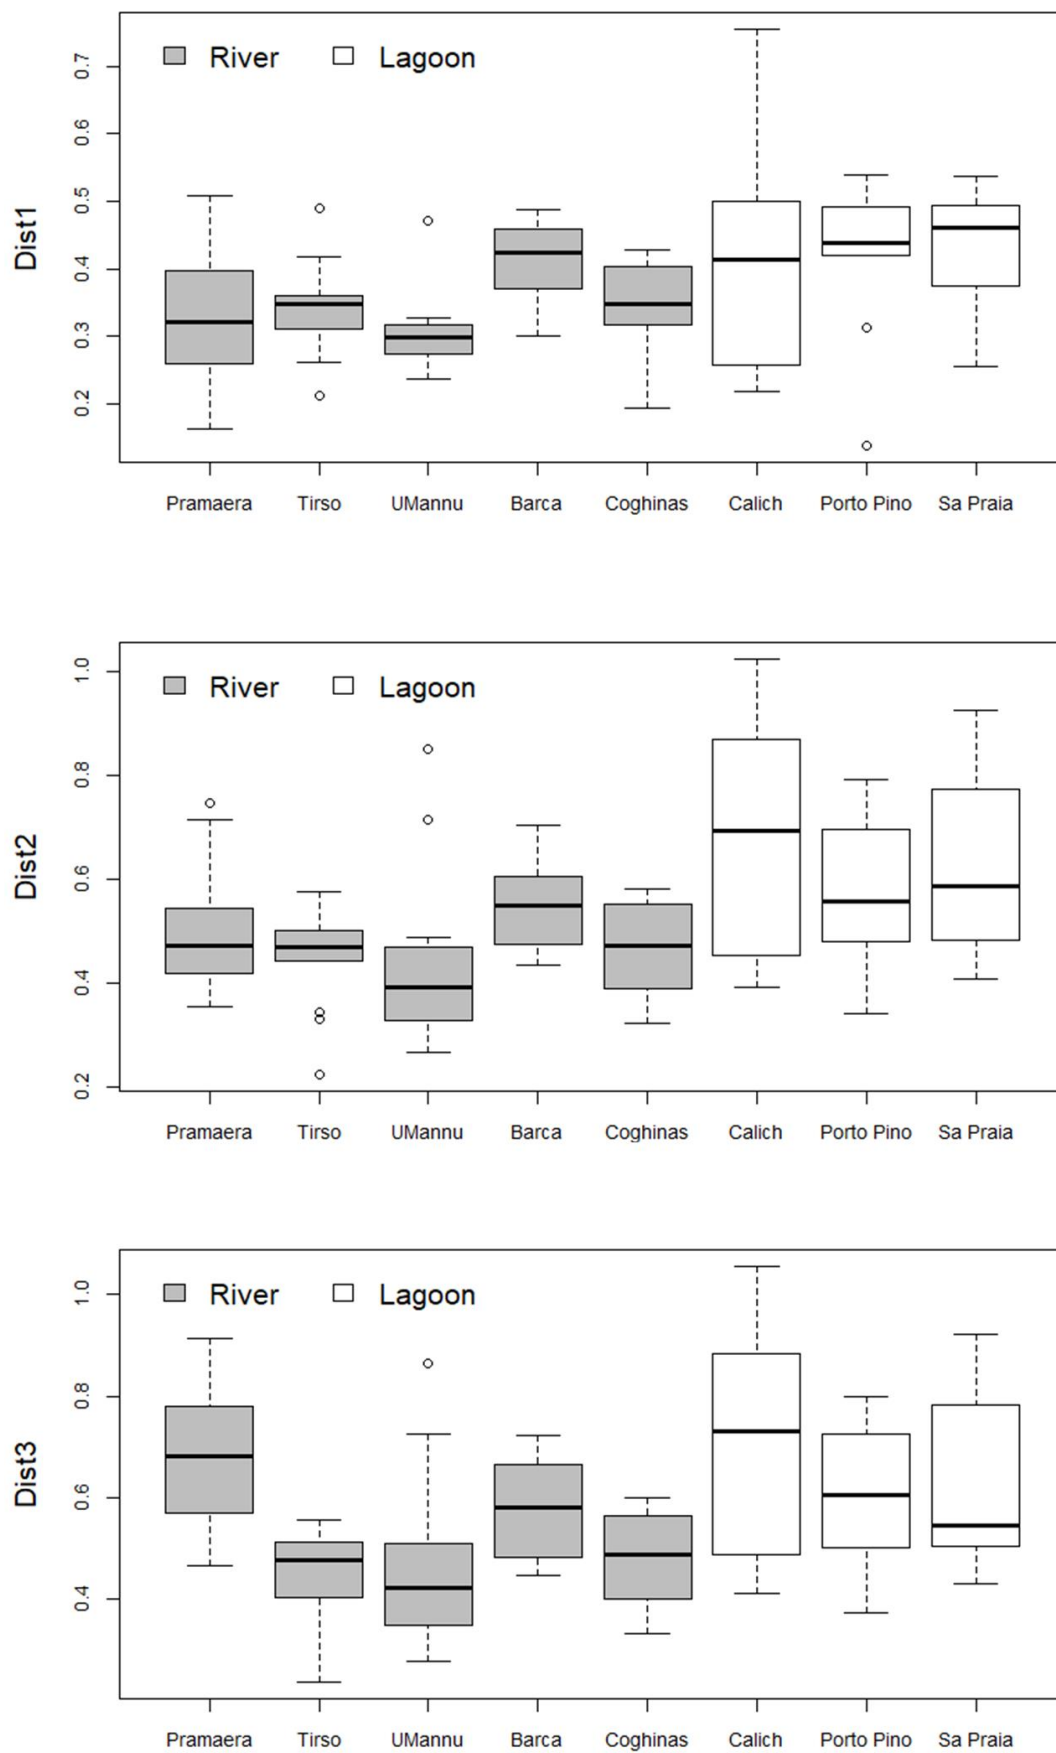 River Lagoon
0.7
0.6
0.5
0.4
0.3
0.2
Dist1
Pramaera Tirso UMannu Barca Coghinas Calich Porto Pino Sa Praia
River Lagoon
1.0
0.8
0.6
0.4
0.2
Dist2
Pramaera Tirso UMannu Barca Coghinas Calich Porto Pino Sa Praia
River Lagoon
1.0
0.8
0.6
0.4
Dist3
Pramaera Tirso UMannu Barca Coghinas Calich Porto Pino Sa Praia